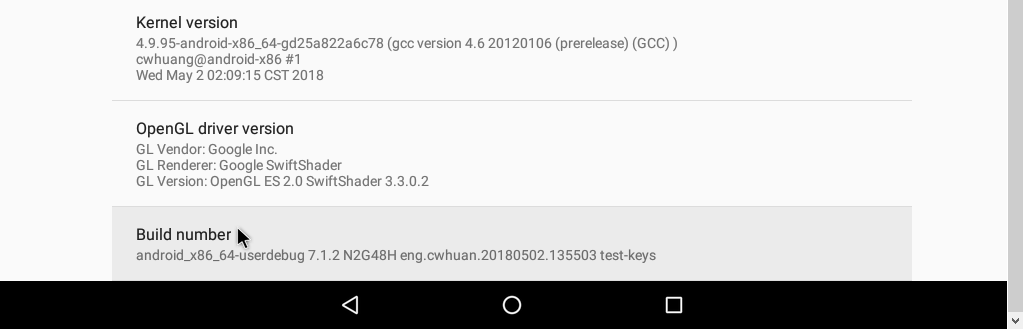 Kernel version
4.9.95-android-x86_64-gd25a822a6c78 (gcc version 4.6 20120106 (prerelease) (GCC) )
cwhuang@android-x86 #1
Wed May 2 02:09:15 CST 2018
OpenGL driver version
GL Vendor: Google Inc.
GL Renderer: Google SwiftShader
GL Version: OpenGL ES 2.0 SwiftShader 3.3.0.2
Build number
android_x86_64-userdebug 7.1.2 N2G48H eng.cwhuan.20180502.135503 test-keys